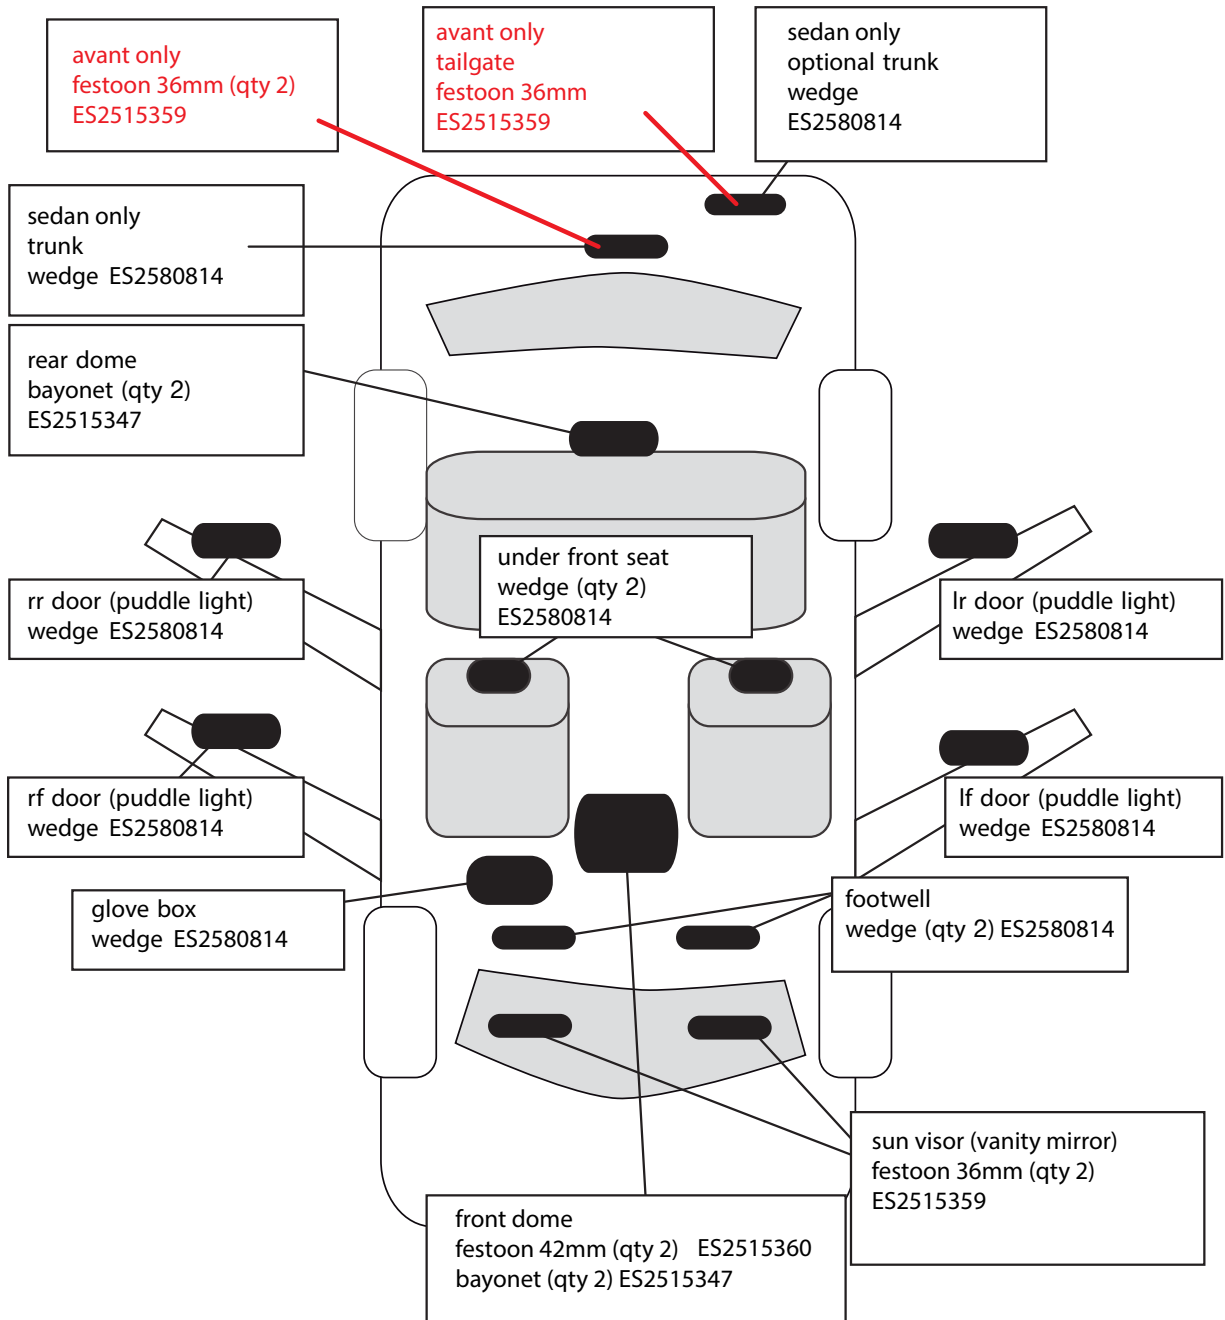 avant only
festoon 36mm (qty 2)
ES2515359
avant only
tailgate
festoon 36mm
ES2515359
sedan only
optional trunk
wedge
ES2580814
sedan only
trunk
wedge ES2580814
rear dome
bayonet (qty 2)
ES2515347
under front seat
wedge (qty 2)
ES2580814
rr door (puddle light)
wedge ES2580814
lr door (puddle light)
wedge ES2580814
rf door (puddle light)
wedge ES2580814
lf door (puddle light)
wedge ES2580814
glove box
wedge ES2580814
footwell
wedge (qty 2) ES2580814
sun visor (vanity mirror)
festoon 36mm (qty 2)
ES2515359
front dome
festoon 42mm (qty 2) ES2515360
bayonet (qty 2) ES2515347